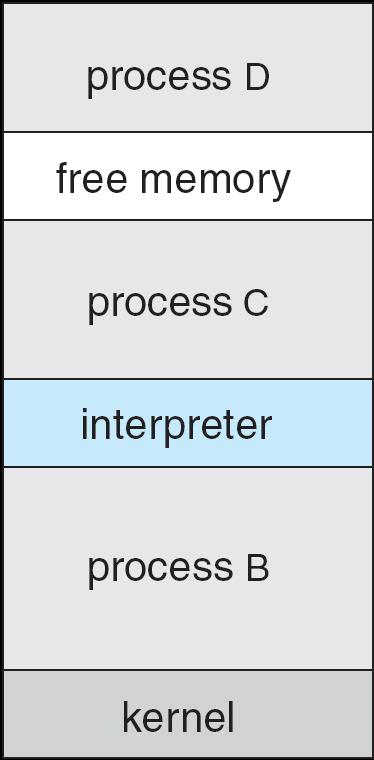 process D
free memory
process C
interpreter
process B
kernel